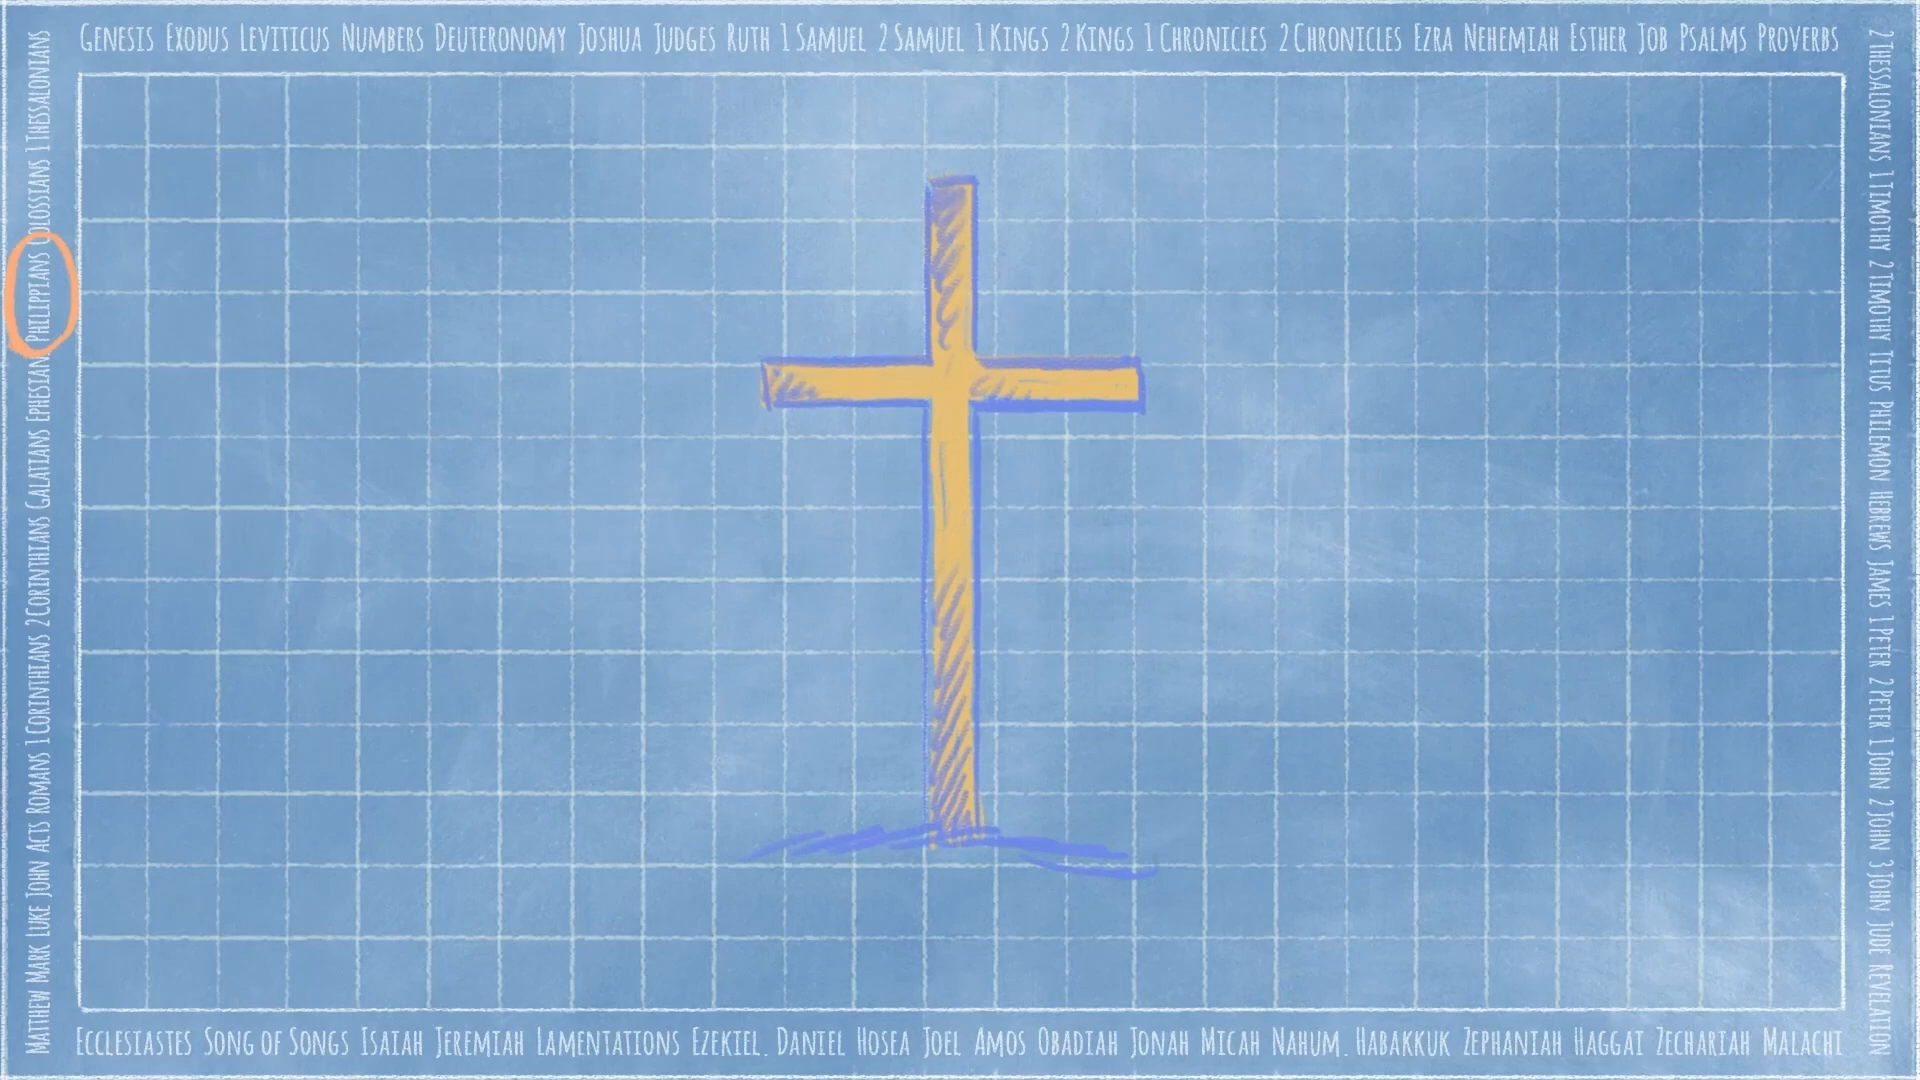 Genesis Exodus Leviticus Numbers Deuteronomy Joshua Judges Ruth 1 Samuel 2 Samuel 1 Kings 2 Kings 1 Chronicles 2 Chronicles Ezra Nehemiah Esther Job Psalms Proverbs
Ecclesiastes Song of Songs Isaiah Jeremiah Lamentations Ezekiel. Daniel Hosea Joel Amos Obadiah Jonah Micah Nahum. Habakkuk Zephaniah Haggai Zechariah Malachi
Matthew Mark Luke John Acts Romans 1 Corinthians 2 Corinthians Galatians Ephesians Philippians Colossians 1 Thessalonians
2 Thessalonians 1 Timothy 2 Timothy Titus Philemon Hebrews James 1 Peter 2 Peter 1 John 2 John 3 John Jude Revelation